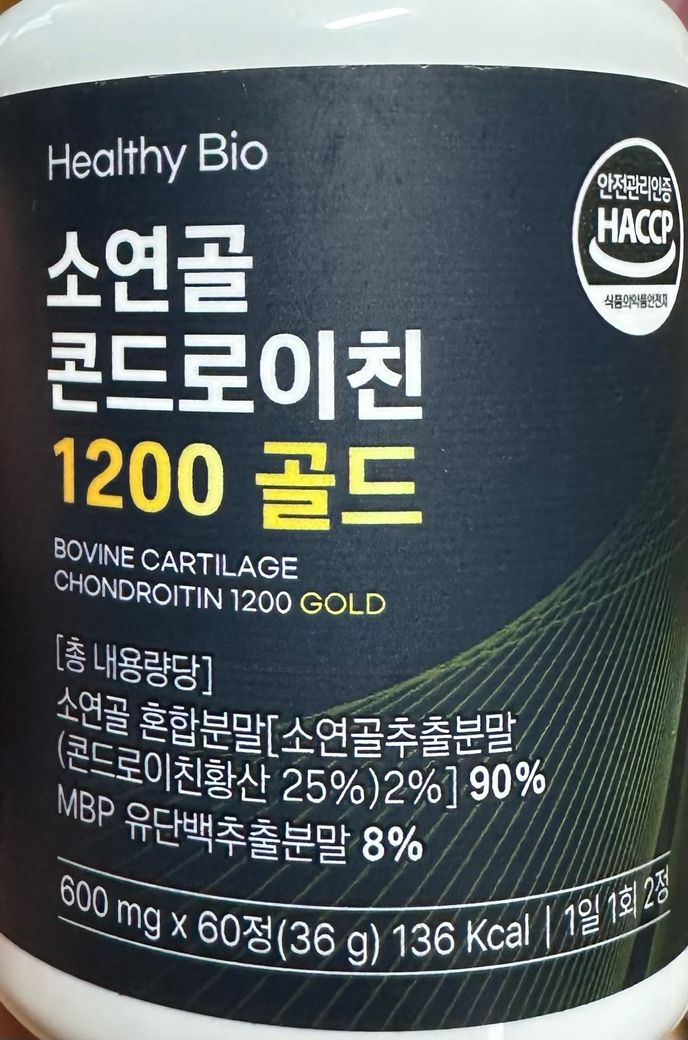 Healthy Bio
안전관리인증
HACCP
식품의약품안전처
소연골
콘드로이친
1200 골드
BOVINE CARTILAGE
CHONDROITIN 1200 GOLD
[총 내용량당]
소연골 혼합분말[소연골추출분말
(콘드로이친황산 25%)2%] 90%
MBP 유단백추출분말 8%
600 mg x 60정(36 g) 136 Kcal | 1일 1회 2정